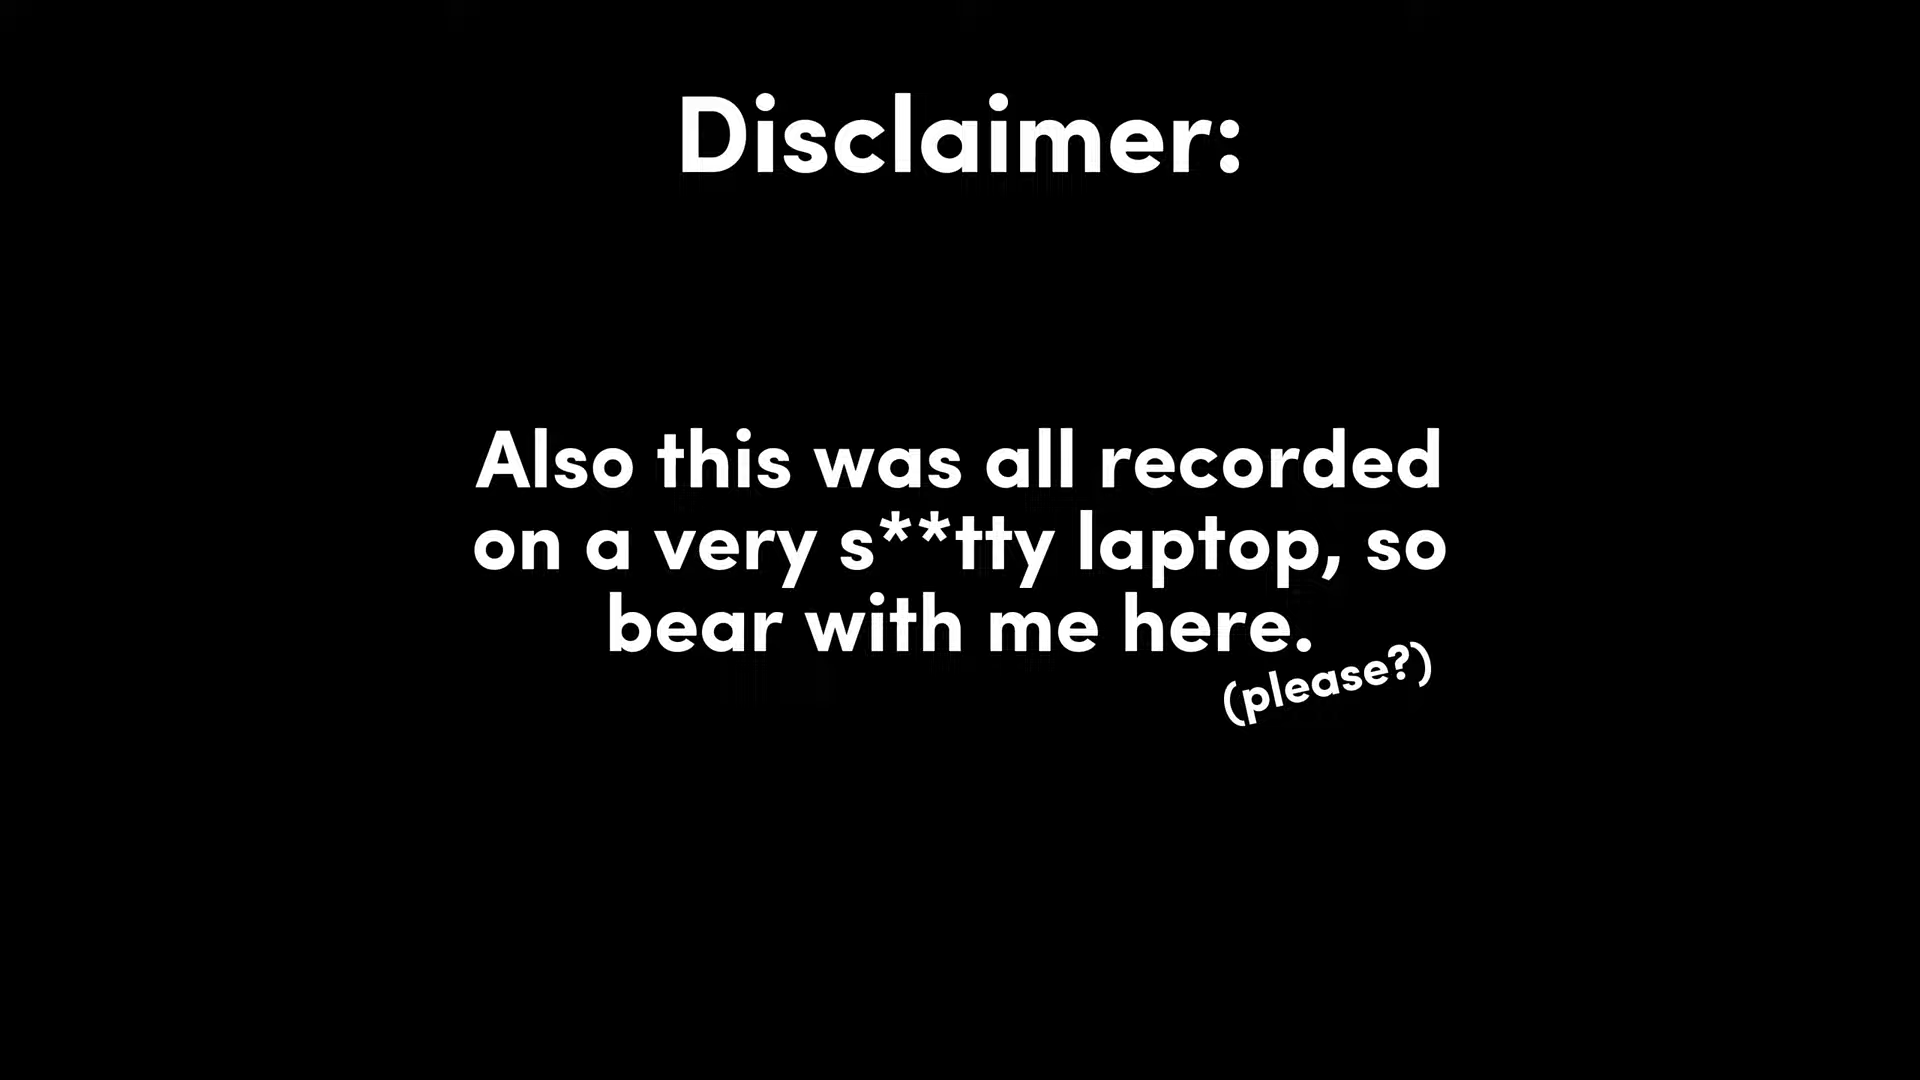 Disclaimer:
Also this was all recorded
on a very s**tty laptop, so
bear with me here.
(please?)